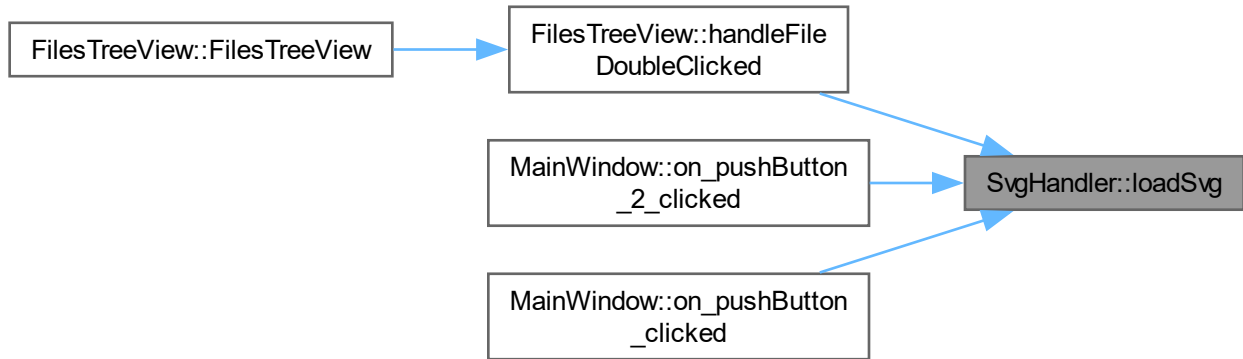 FilesTreeView::FilesTreeView
FilesTreeView::handleFile
DoubleClicked
MainWindow::on_pushButton
_2_clicked
SvgHandler::loadSvg
MainWindow::on_pushButton
_clicked